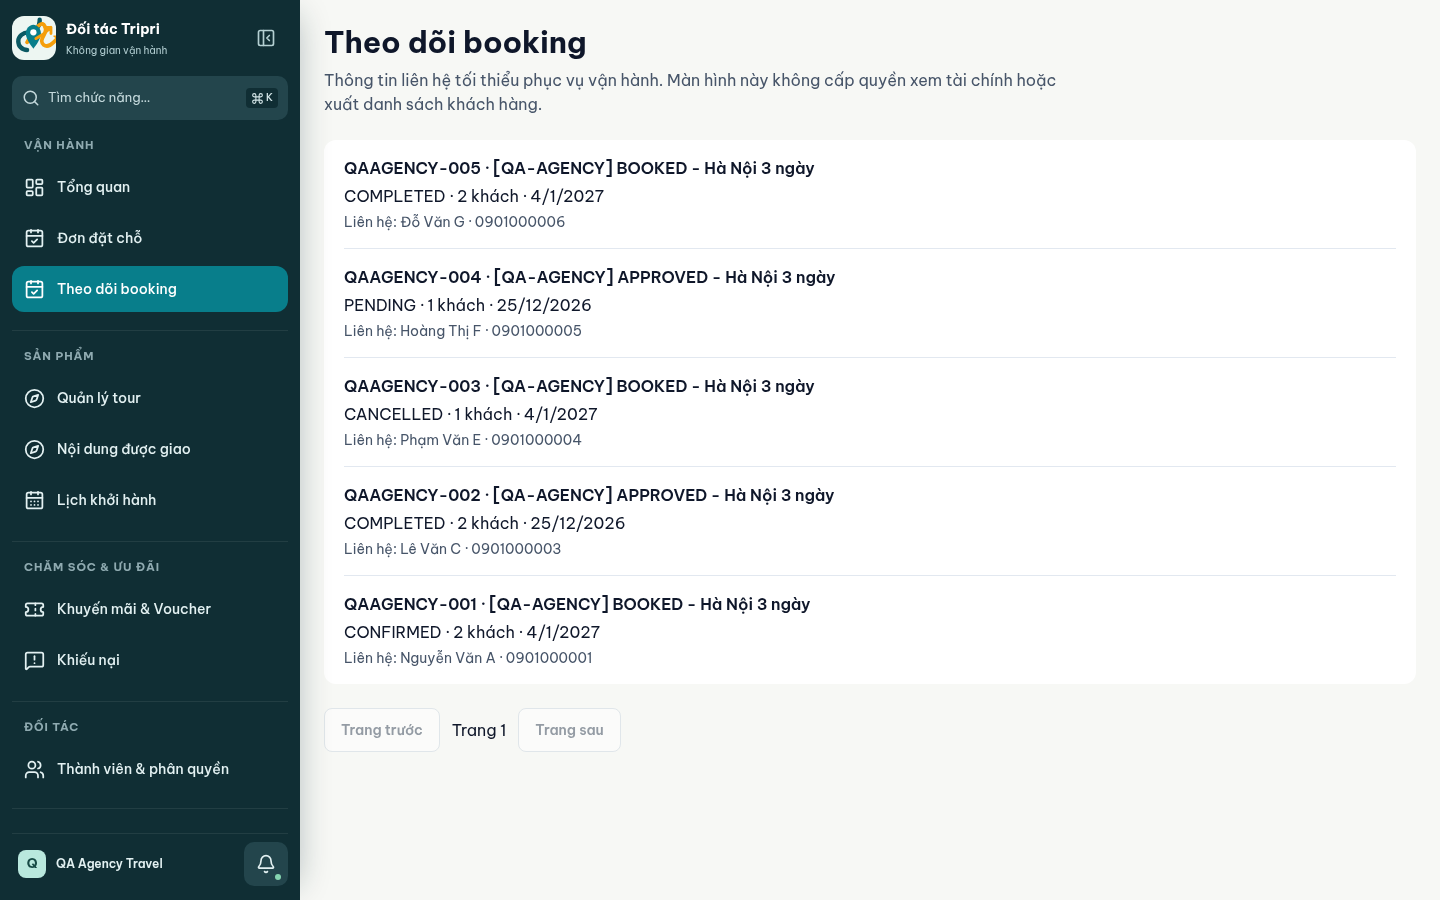 Đối tác Tripri
Không gian vận hành
Tìm chức năng...
⌘K
VẬN HÀNH
Tổng quan
Đơn đặt chỗ
Theo dõi booking
SẢN PHẨM
Quản lý tour
Nội dung được giao
Lịch khởi hành
CHĂM SÓC & ƯU ĐÃI
Khuyến mãi & Voucher
Khiếu nại
ĐỐI TÁC
Thành viên & phân quyền
Q
QA Agency Travel
Theo dõi booking
Thông tin liên hệ tối thiểu phục vụ vận hành. Màn hình này không cấp quyền xem tài chính hoặc
xuất danh sách khách hàng.
QAAGENCY-005 · [QA-AGENCY] BOOKED - Hà Nội 3 ngày
COMPLETED · 2 khách · 4/1/2027
Liên hệ: Đỗ Văn G · 0901000006
QAAGENCY-004 · [QA-AGENCY] APPROVED - Hà Nội 3 ngày
PENDING · 1 khách · 25/12/2026
Liên hệ: Hoàng Thị F · 0901000005
QAAGENCY-003 · [QA-AGENCY] BOOKED - Hà Nội 3 ngày
CANCELLED · 1 khách · 4/1/2027
Liên hệ: Phạm Văn E · 0901000004
QAAGENCY-002 · [QA-AGENCY] APPROVED - Hà Nội 3 ngày
COMPLETED · 2 khách · 25/12/2026
Liên hệ: Lê Văn C · 0901000003
QAAGENCY-001 · [QA-AGENCY] BOOKED - Hà Nội 3 ngày
CONFIRMED · 2 khách · 4/1/2027
Liên hệ: Nguyễn Văn A · 0901000001
Trang trước
Trang 1
Trang sau